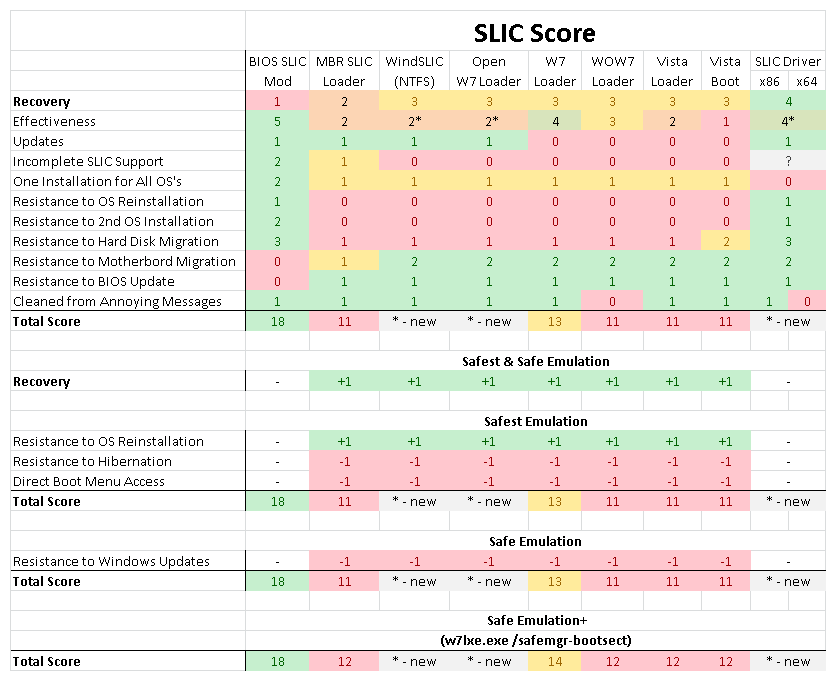 SLIC Score
BIOS SLIC MBR SLIC WindSLIC Open W7 WOW7 Vista Vista SLIC Driver
Mod Loader (NTFS) W7 Loader Loader Loader Loader Boot x86 x64
Recovery 1 2 3 3 3 3 3 3 4
Effectiveness 5 2 2* 2* 4 3 2 1 4*
Updates 1 1 1 1 0 0 0 0 1
Incomplete SLIC Support 2 1 0 0 0 0 0 0 ?
One Installation for All OS's 2 1 1 1 1 1 1 1 0
Resistance to OS Reinstallation 1 0 0 0 0 0 0 0 1
Resistance to 2nd OS Installation 2 0 0 0 0 0 0 0 1
Resistance to Hard Disk Migration 3 1 1 1 1 1 1 2 3
Resistance to Motherbord Migration 0 1 2 2 2 2 2 2 2
Resistance to BIOS Update 0 1 1 1 1 1 1 1 1
Cleaned from Annoying Messages 1 1 1 1 1 0 1 1 1 0
Total Score 18 11 * - new * - new 13 11 11 11 * - new
Safest & Safe Emulation
Recovery - +1 +1 +1 +1 +1 +1 +1 -
Safest Emulation
Resistance to OS Reinstallation - +1 +1 +1 +1 +1 +1 +1 -
Resistance to Hibernation - -1 -1 -1 -1 -1 -1 -1 -
Direct Boot Menu Access - -1 -1 -1 -1 -1 -1 -1 -
Total Score 18 11 * - new * - new 13 11 11 11 * - new
Safe Emulation
Resistance to Windows Updates - -1 -1 -1 -1 -1 -1 -1 -
Total Score 18 11 * - new * - new 13 11 11 11 * - new
Safe Emulation+
(w7lxe.exe /safemgr-bootsect)
Total Score 18 12 * - new * - new 14 12 12 12 * - new